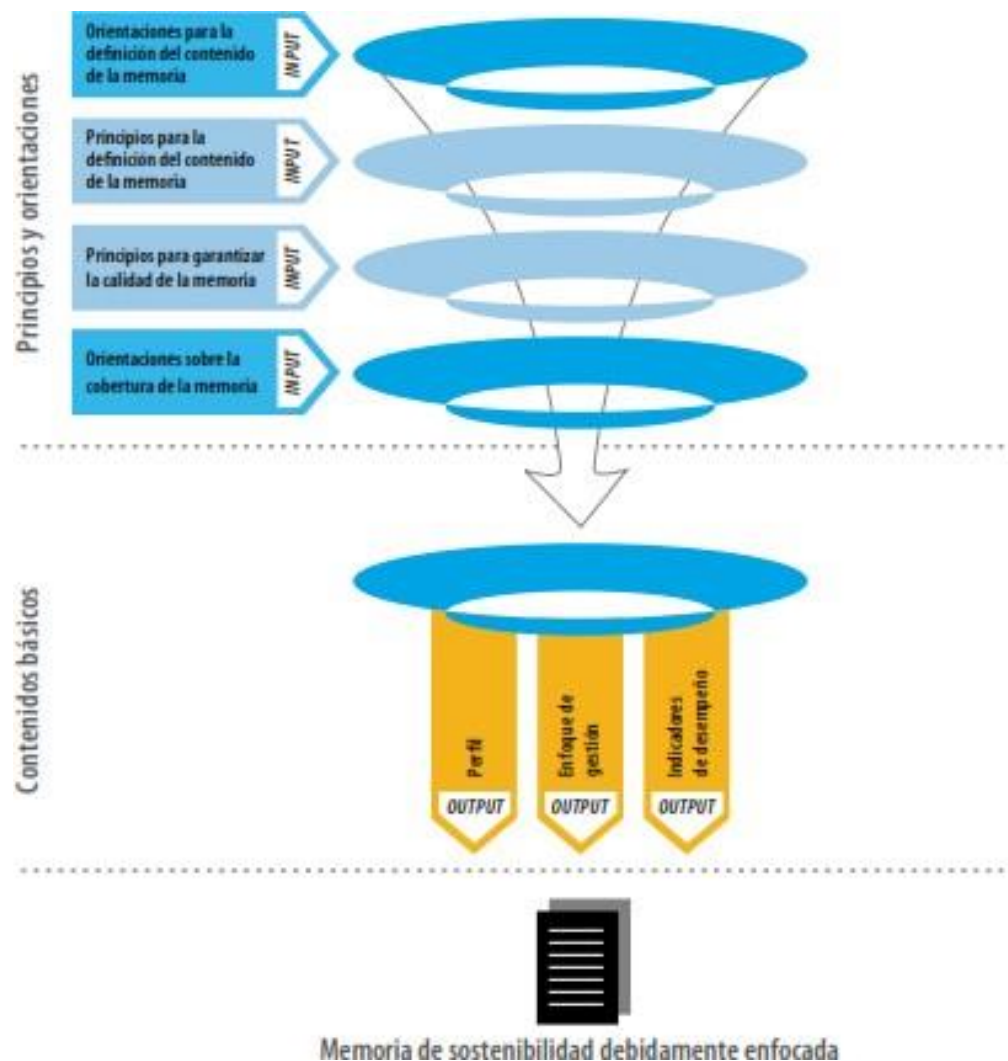 Principios y orientaciones
Orientaciones para la
definición del contenido
de la memoria
INPUT
Principios para la
definición del contenido
de la memoria
INPUT
Principios para garantizar
la calidad de la memoria
INPUT
Orientaciones sobre la
cobertura de la memoria
INPUT
Contenidos básicos
Perfil
OUTPUT
Enfoque de
gestión
OUTPUT
Indicadores
de desempeño
OUTPUT
Memoria de sostenibilidad debidamente enfocada